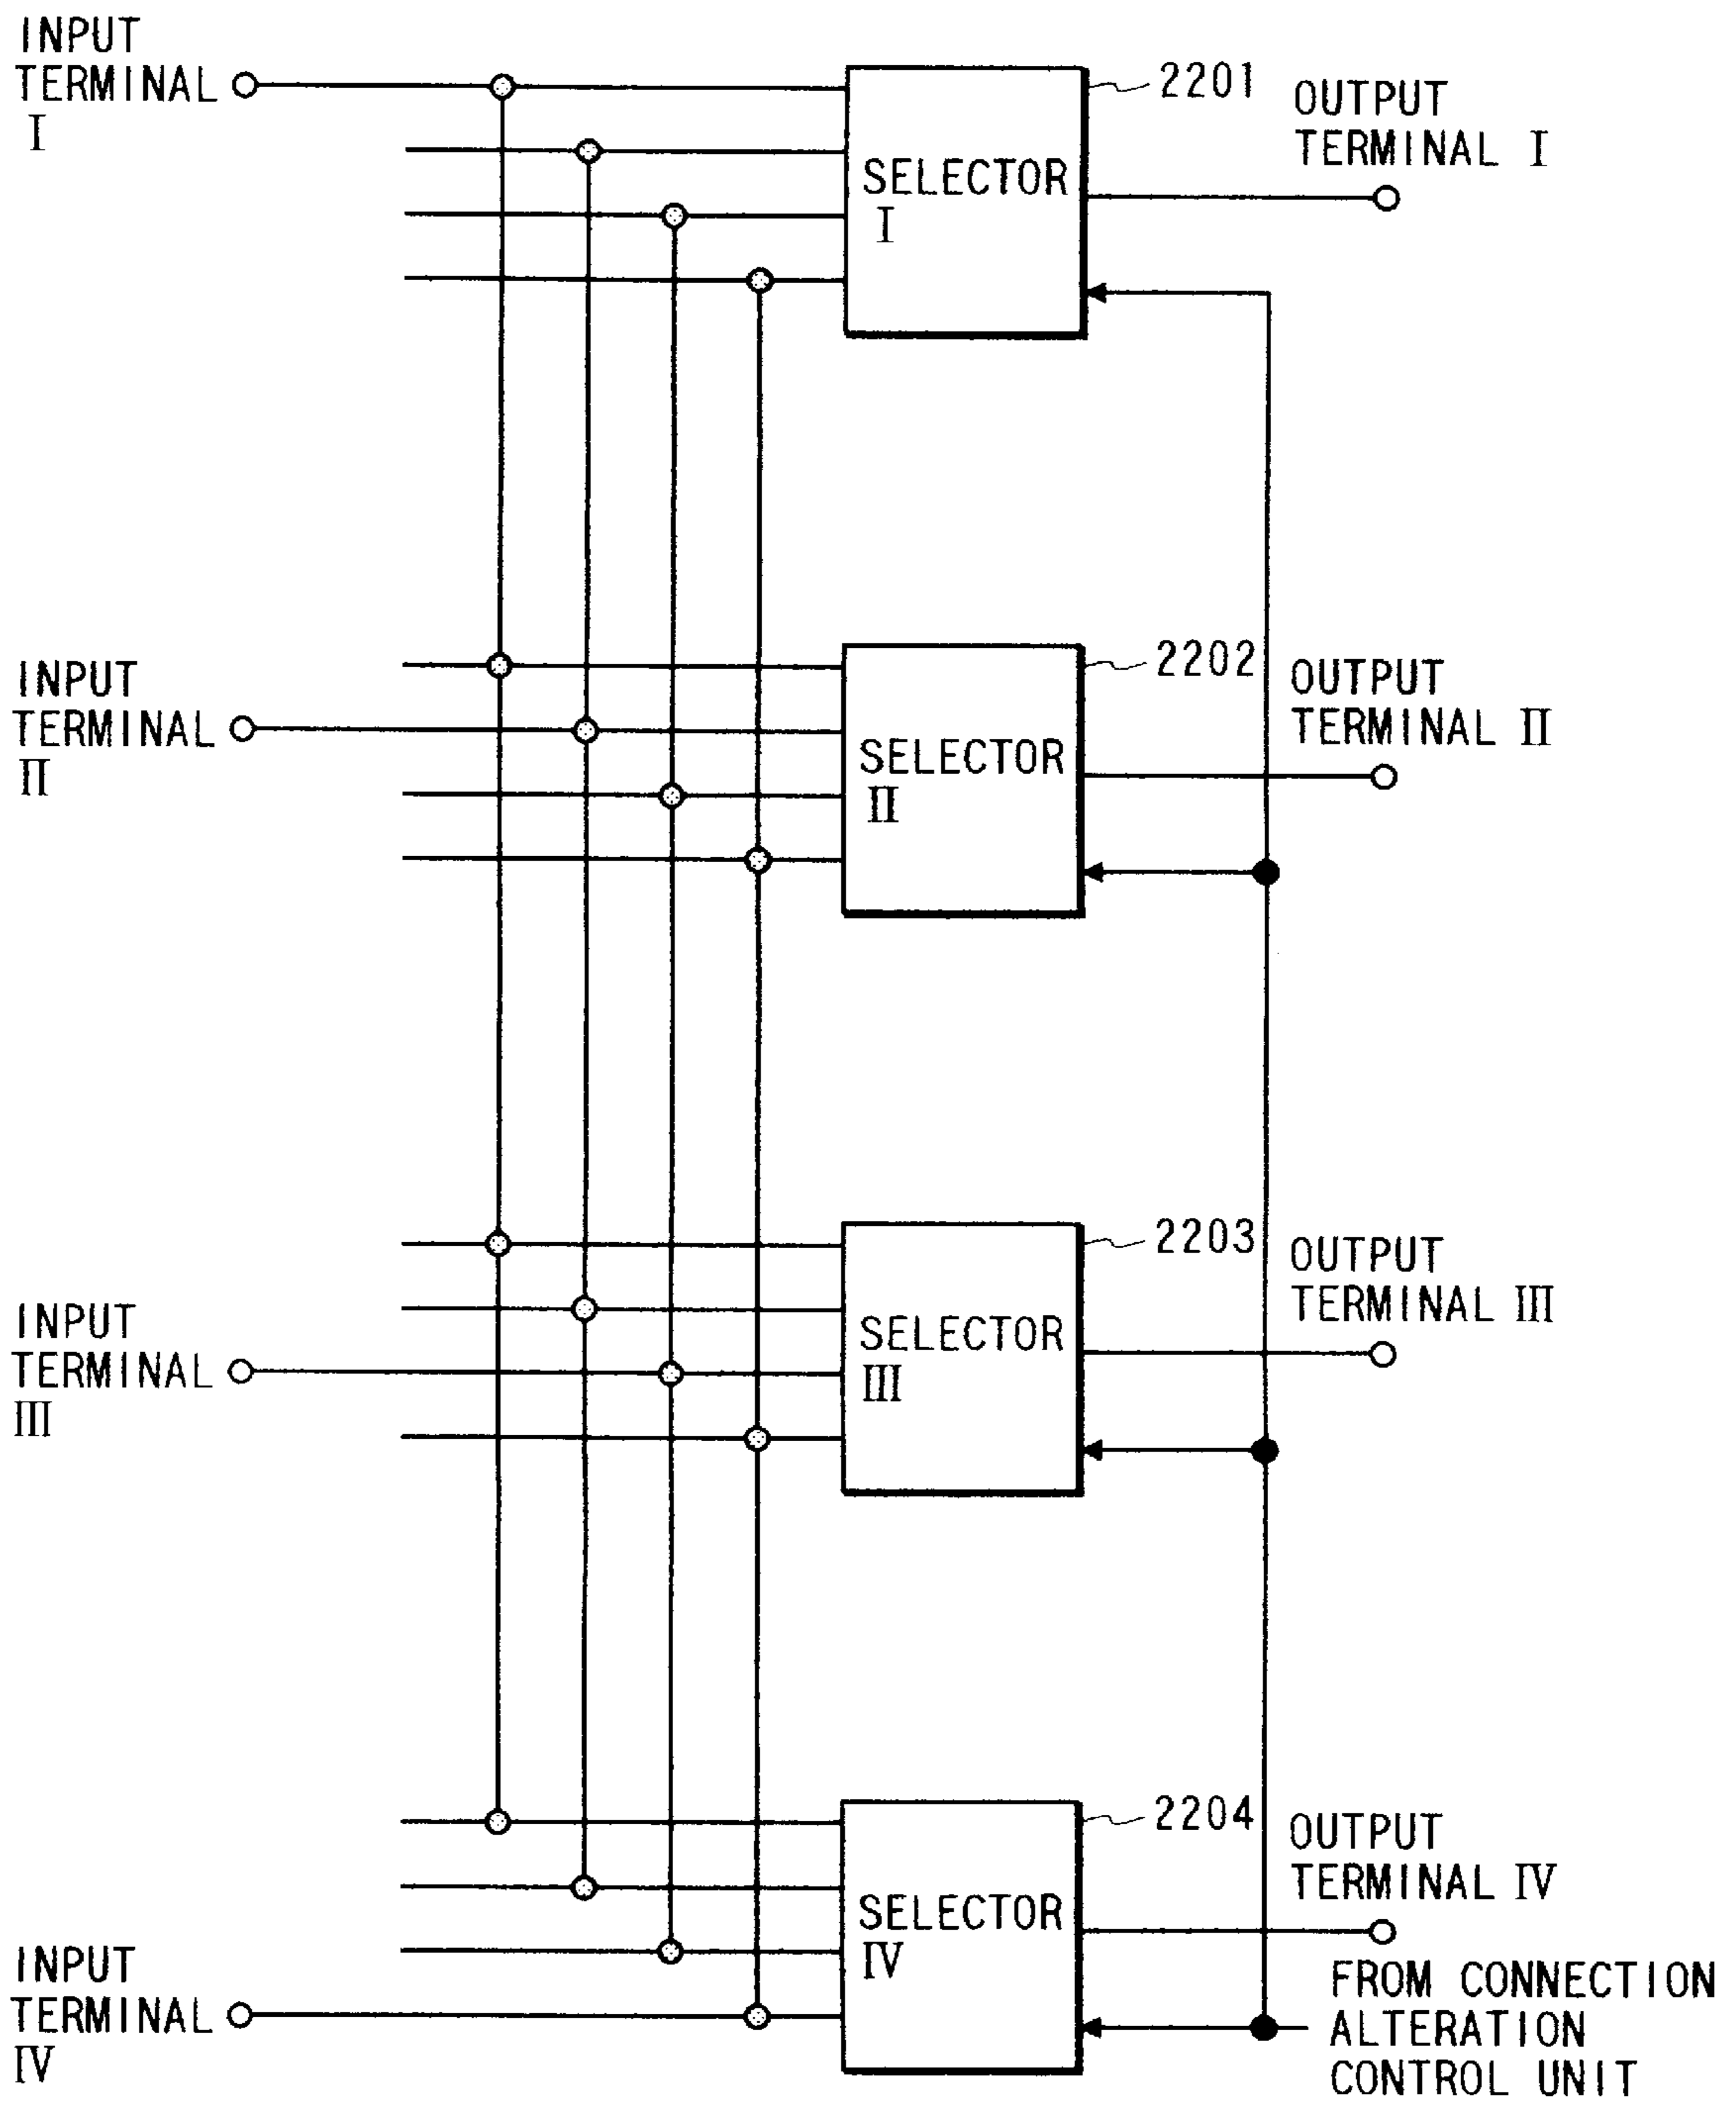 INPUT
TERMINAL
I
SELECTOR
I
2201
OUTPUT
TERMINAL I
INPUT
TERMINAL
II
SELECTOR
II
2202
OUTPUT
TERMINAL II
INPUT
TERMINAL
III
SELECTOR
III
2203
OUTPUT
TERMINAL III
INPUT
TERMINAL
IV
SELECTOR
IV
2204
OUTPUT
TERMINAL IV
FROM CONNECTION
ALTERATION
CONTROL UNIT